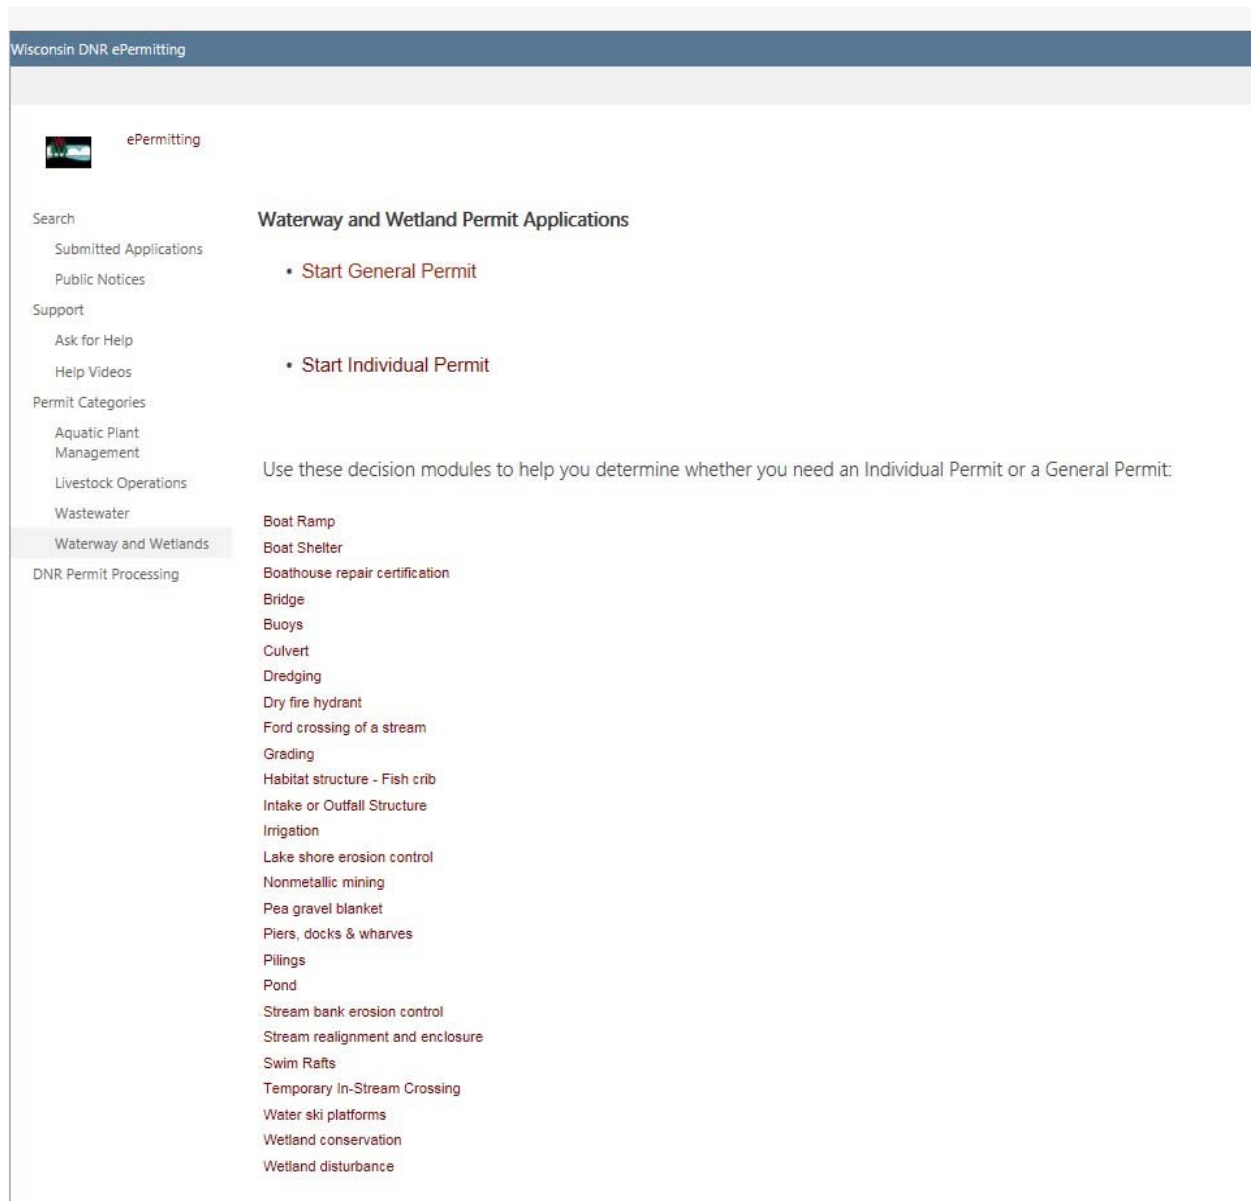 Wisconsin DNR ePermitting
ePermitting
Search
Submitted Applications
Public Notices
Support
Ask for Help
Help Videos
Permit Categories
Aquatic Plant
Management
Livestock Operations
Wastewater
Waterway and Wetlands
DNR Permit Processing
Waterway and Wetland Permit Applications
• Start General Permit
• Start Individual Permit
Use these decision modules to help you determine whether you need an Individual Permit or a General Permit:
Boat Ramp
Boat Shelter
Boathouse repair certification
Bridge
Buoys
Culvert
Dredging
Dry fire hydrant
Ford crossing of a stream
Grading
Habitat structure - Fish crib
Intake or Outfall Structure
Irrigation
Lake shore erosion control
Nonmetallic mining
Pea gravel blanket
Piers, docks & wharves
Pilings
Pond
Stream bank erosion control
Stream realignment and enclosure
Swim Rafts
Temporary In-Stream Crossing
Water ski platforms
Wetland conservation
Wetland disturbance